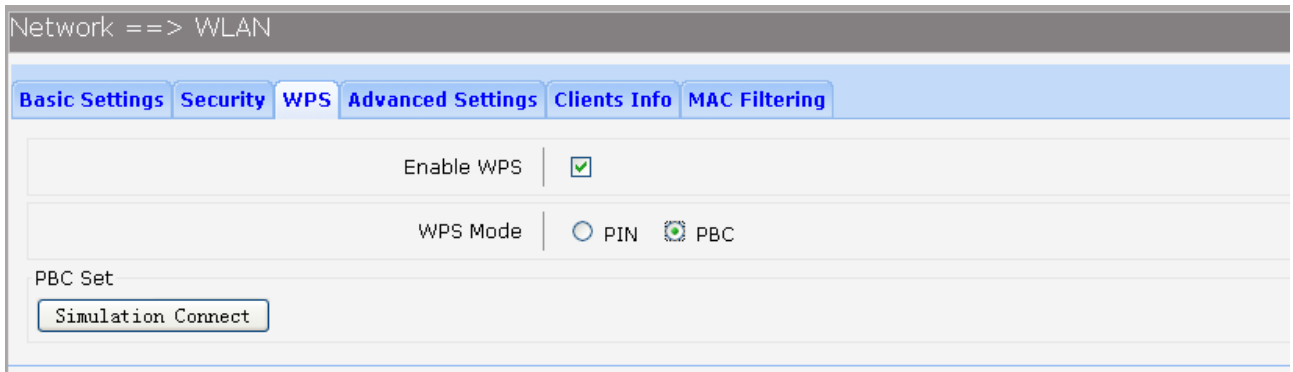 Network ==> WLAN
Basic Settings Security WPS Advanced Settings Clients Info MAC Filtering
Enable WPS
WPS Mode PIN PBC
PBC Set
Simulation Connect